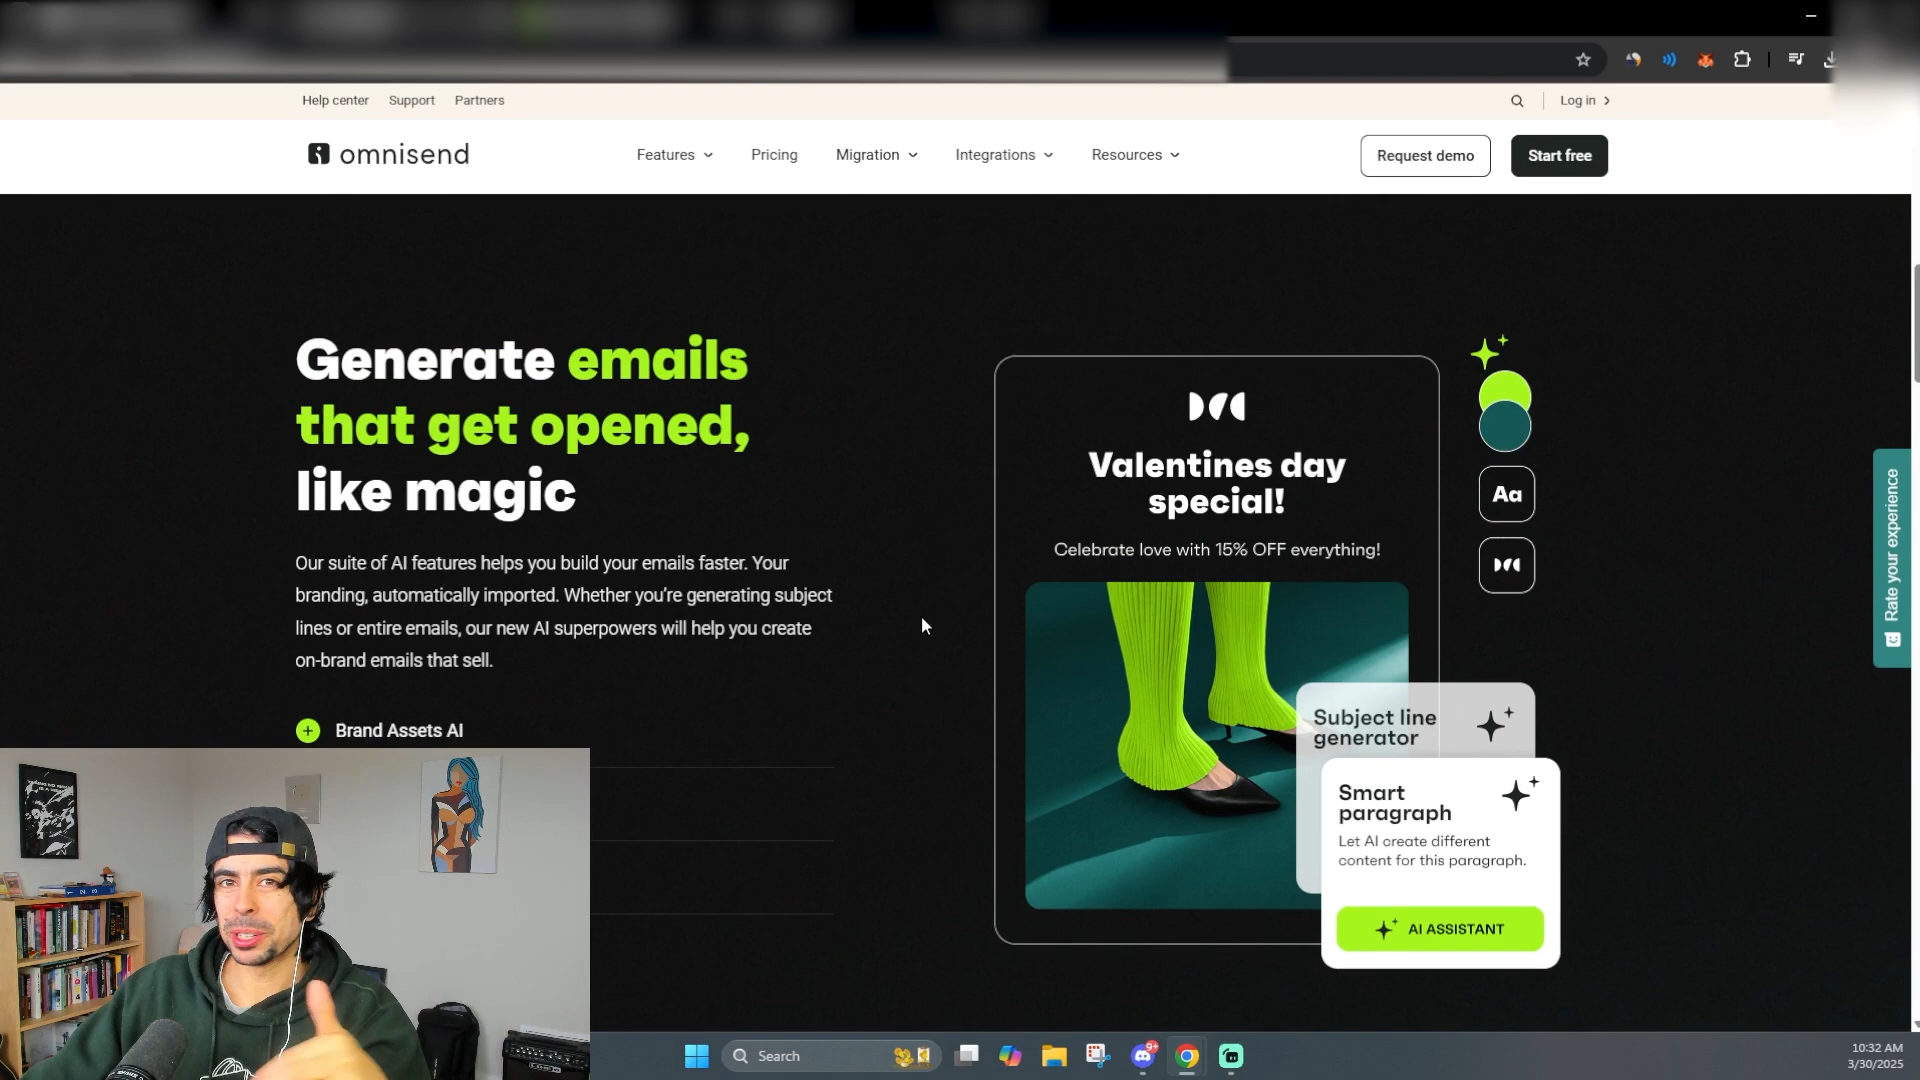 Help center Support Partners
Log in
omnisend
Features Pricing Migration Integrations Resources
Request demo Start free
Generate emails
that get opened,
like magic
Our suite of AI features helps you build your emails faster. Your
branding, automatically imported. Whether you're generating subject
lines or entire emails, our new AI superpowers will help you create
on-brand emails that sell.
Brand Assets AI
Valentines day
special!
Celebrate love with 15% OFF everything!
Aa
Subject line
generator
Smart
paragraph
Let AI create different
content for this paragraph.
AI ASSISTANT
Rate your experience
Search
9+
10:32 AM
3/30/2025